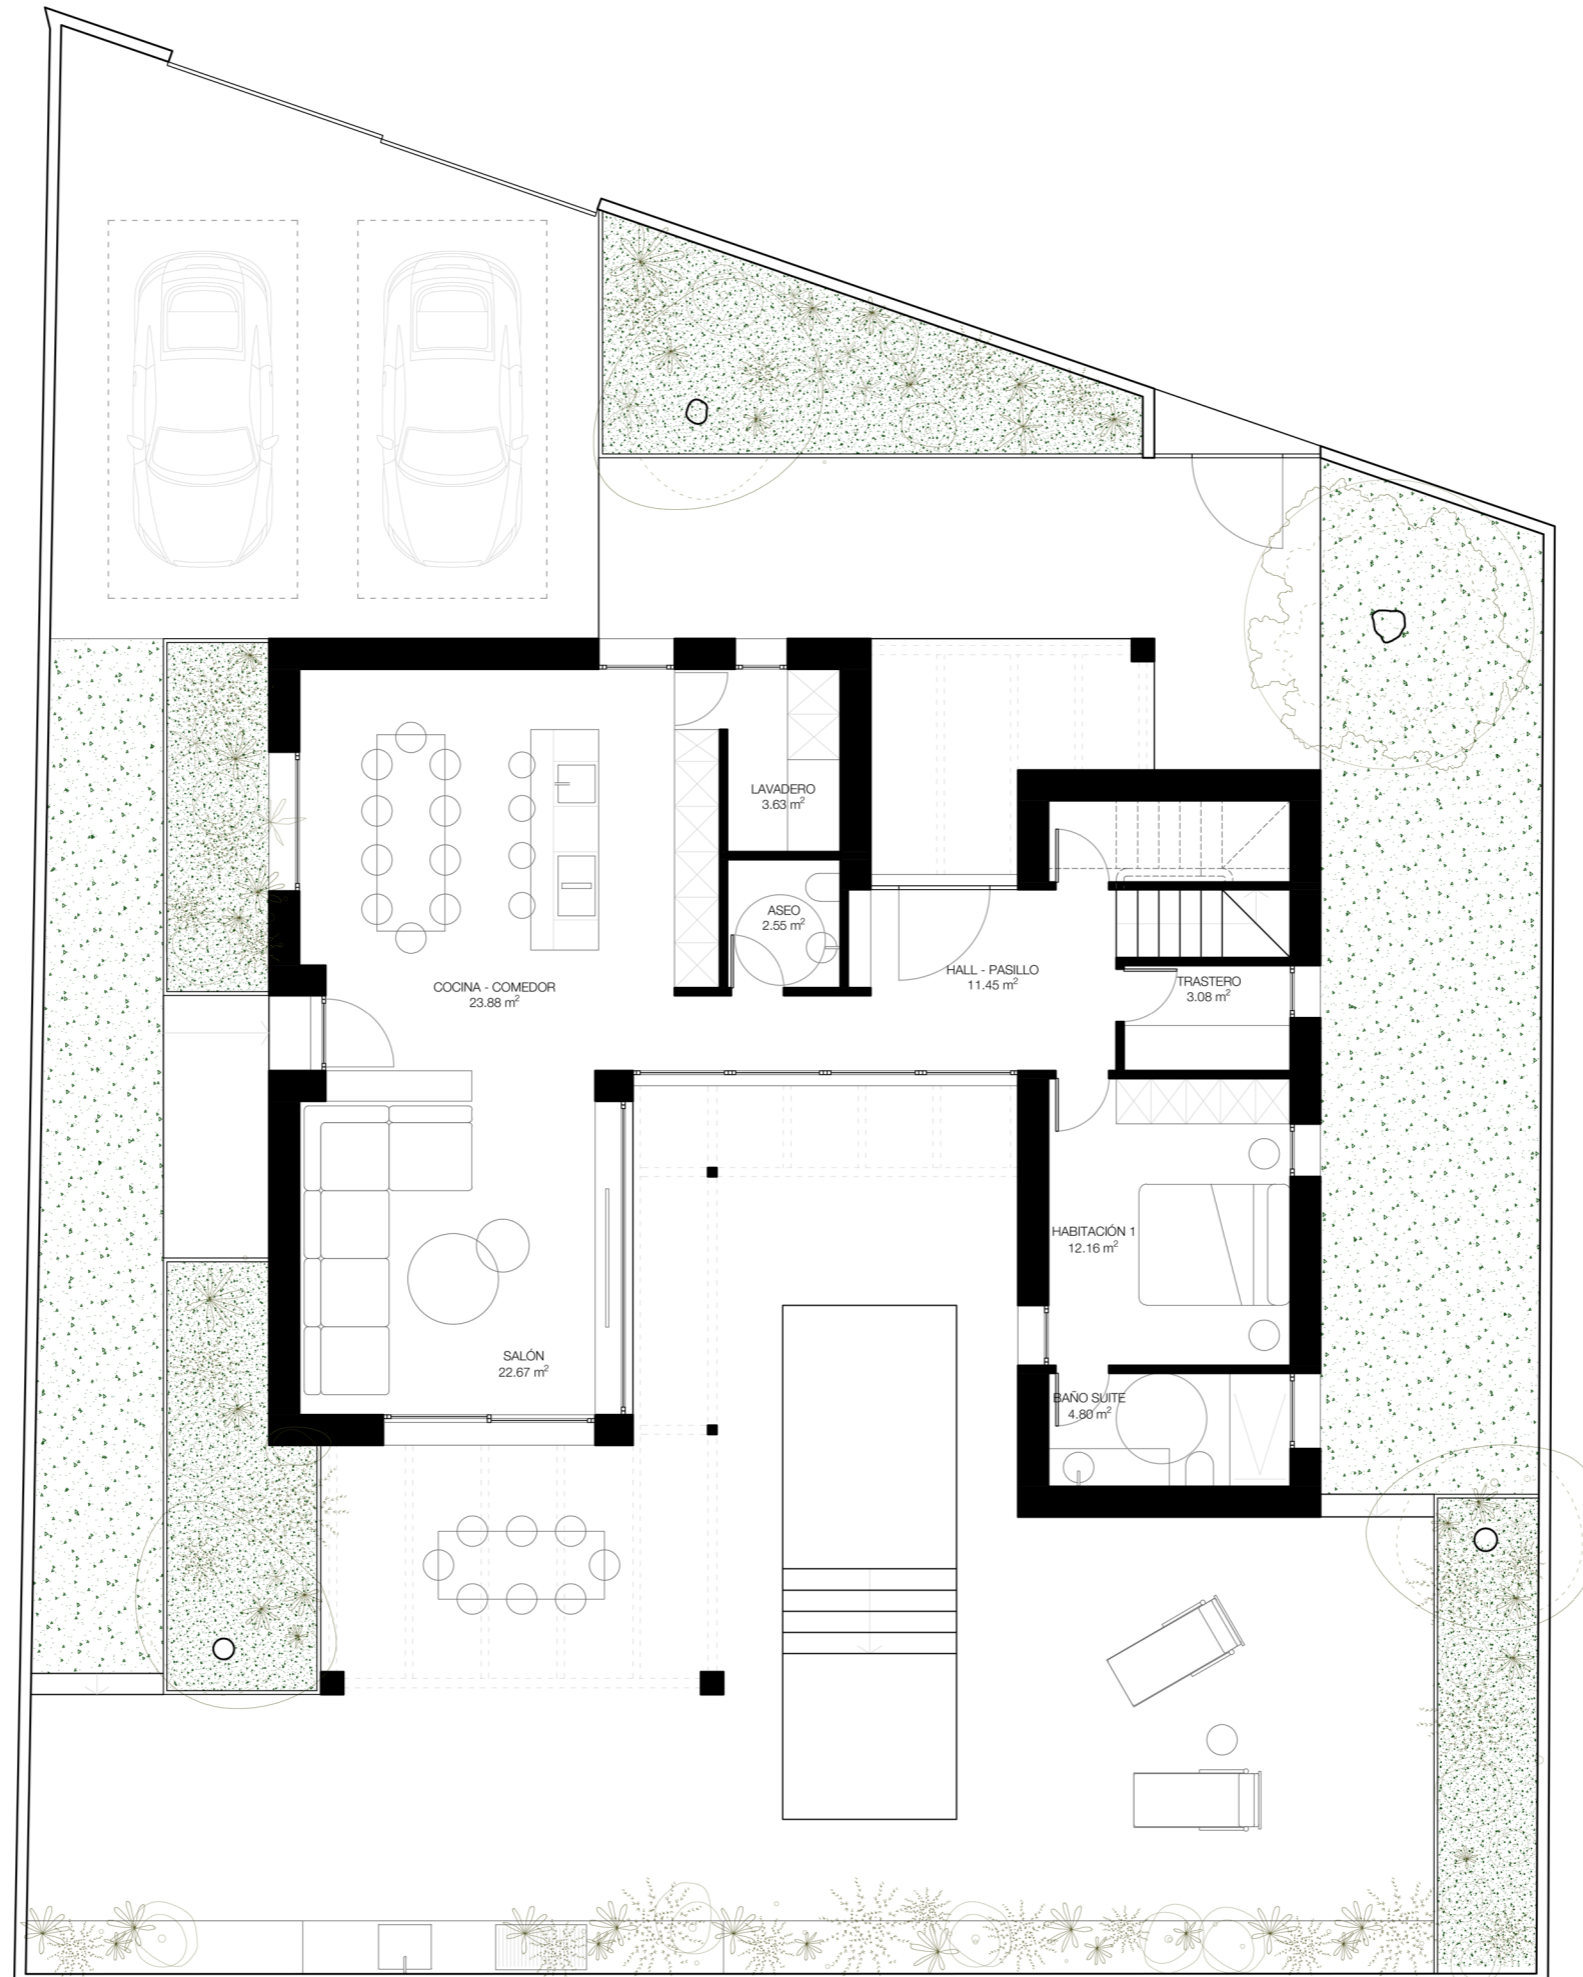 LAVADERO
3.63 m²
ASEO
2.55 m²
HALL - PASILLO
11.45 m²
COCINA - COMEDOR
23.88 m²
TRASTERO
3.08 m²
HABITACIÓN 1
12.16 m²
SALÓN
22.67 m²
BAÑO SUITE
4.80 m²